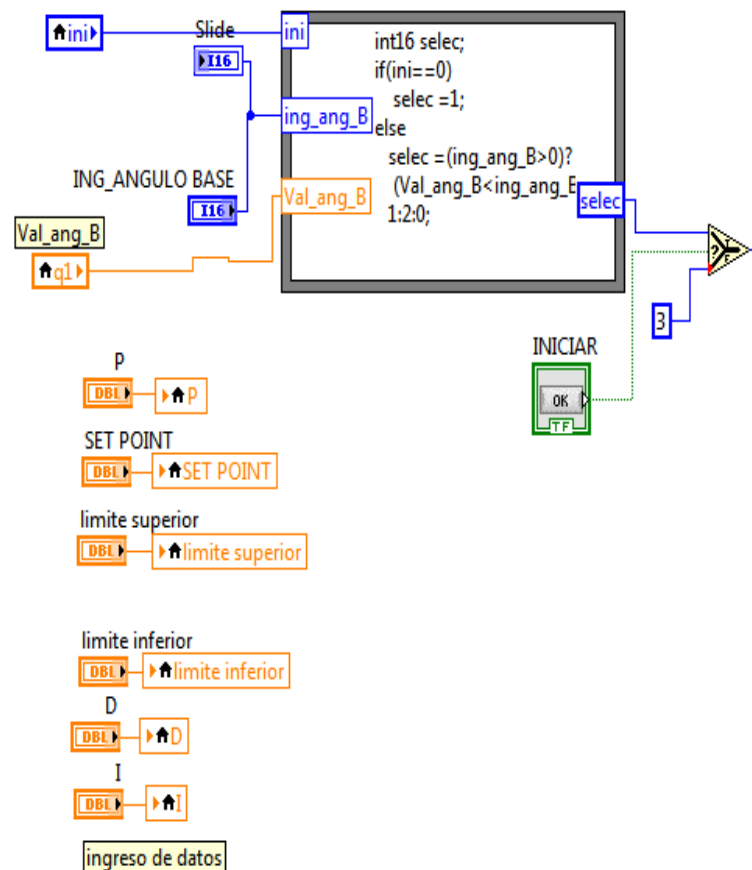 ini
Slide
I16
ini
int16 selec;
if(ini==0)
selec =1;
else
selec =(ing_ang_B>0)?
(Val_ang_B<ing_ang_B
1:2:0;
ing_ang_B
ING_ANGULO BASE
I16
Val_ang_B
selec
Val_ang_B
q1
?
F
3
INICIAR
OK
TF
P
DBL
P
SET POINT
DBL
SET POINT
limite superior
DBL
limite superior
limite inferior
DBL
limite inferior
D
DBL
D
I
DBL
I
ingreso de datos